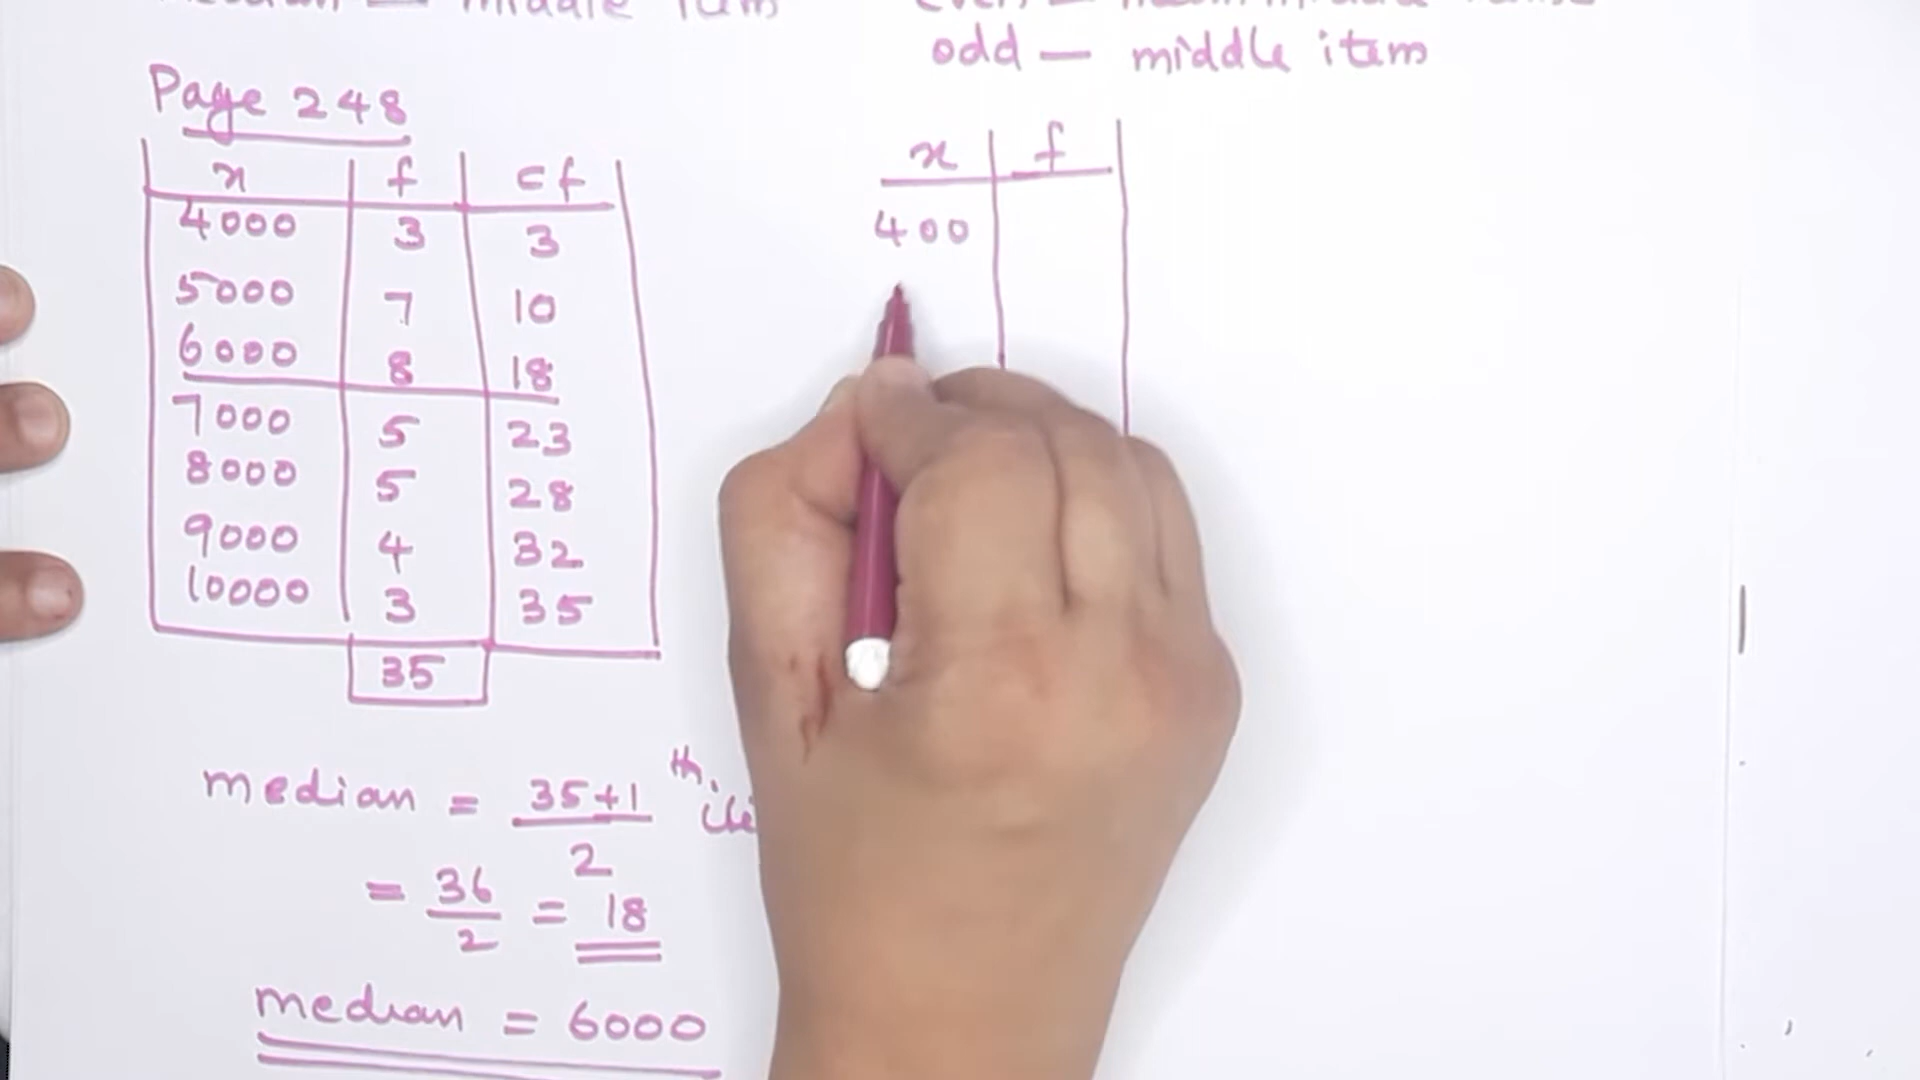 middle item
odd — middle item
Page 248
x f cf
4000 3 3
5000 7 10
6000 8 18
7000 5 23
8000 5 28
9000 4 32
10000 3 35
35
median = 35+1 th
2
= 36 = 18
2
median = 6000
x f
400